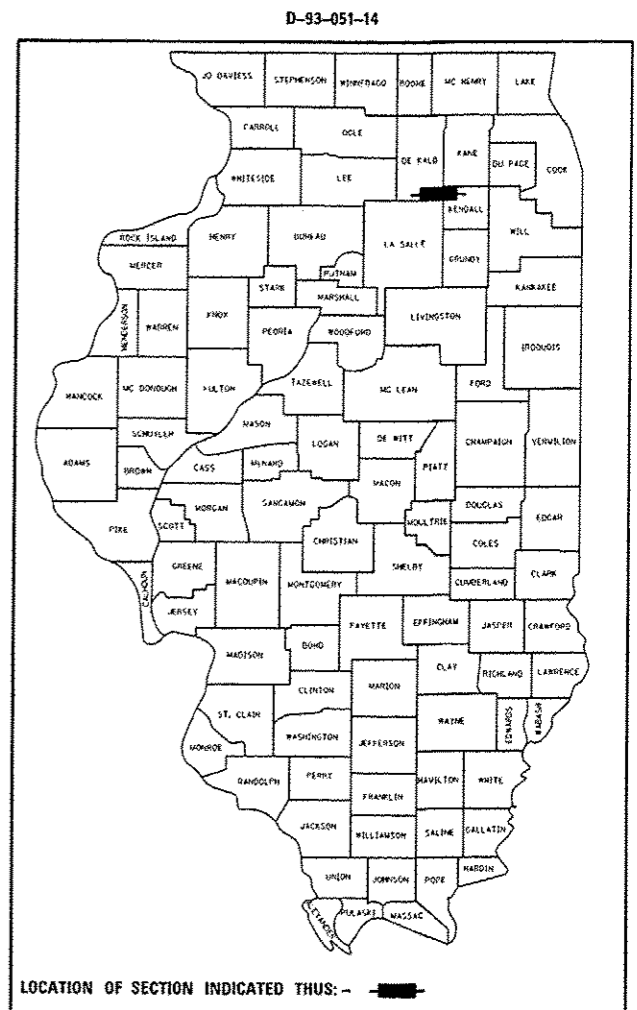 D-93-051-14
JO DAVIESS STEPHENSON WINNEBAGO BOONE MC HENRY LAKE
CARROLL OGLE DE KALB KANE DU PAGE COOK
WHITESIDE LEE KENDALL
ROCK ISLAND HENRY BUREAU LA SALLE GRUNDY WILL
MERCER PUTNAM KANKAKEE
HENDERSON WARREN KNOX STARK MARSHALL LIVINGSTON
PEORIA WOODFORD IROQUOIS
HANCOCK MC DONOUGH FULTON TAZEWELL MC LEAN FORD
MASON
SCHUYLER LOGAN DE WITT CHAMPAIGN VERMILION
ADAMS BROWN CASS MENARD PIATT
MACON
PIKE SCOTT MORGAN SANGAMON DOUGLAS EDGAR
CHRISTIAN MOULTRIE COLES
GREENE MACOUPIN MONTGOMERY SHELBY CLARK
CALHOUN JERSEY CUMBERLAND
FAYETTE EFFINGHAM JASPER CRAWFORD
MADISON BOND
CLAY RICHLAND LAWRENCE
CLINTON MARION
ST. CLAIR WAYNE EDWARDS WABASH
MONROE WASHINGTON JEFFERSON
RANDOLPH PERRY HAMILTON WHITE
FRANKLIN
JACKSON WILLIAMSON SALINE GALLATIN
HARDIN
UNION JOHNSON POPE
ALEXANDER PULASKI MASSAC
LOCATION OF SECTION INDICATED THUS: -